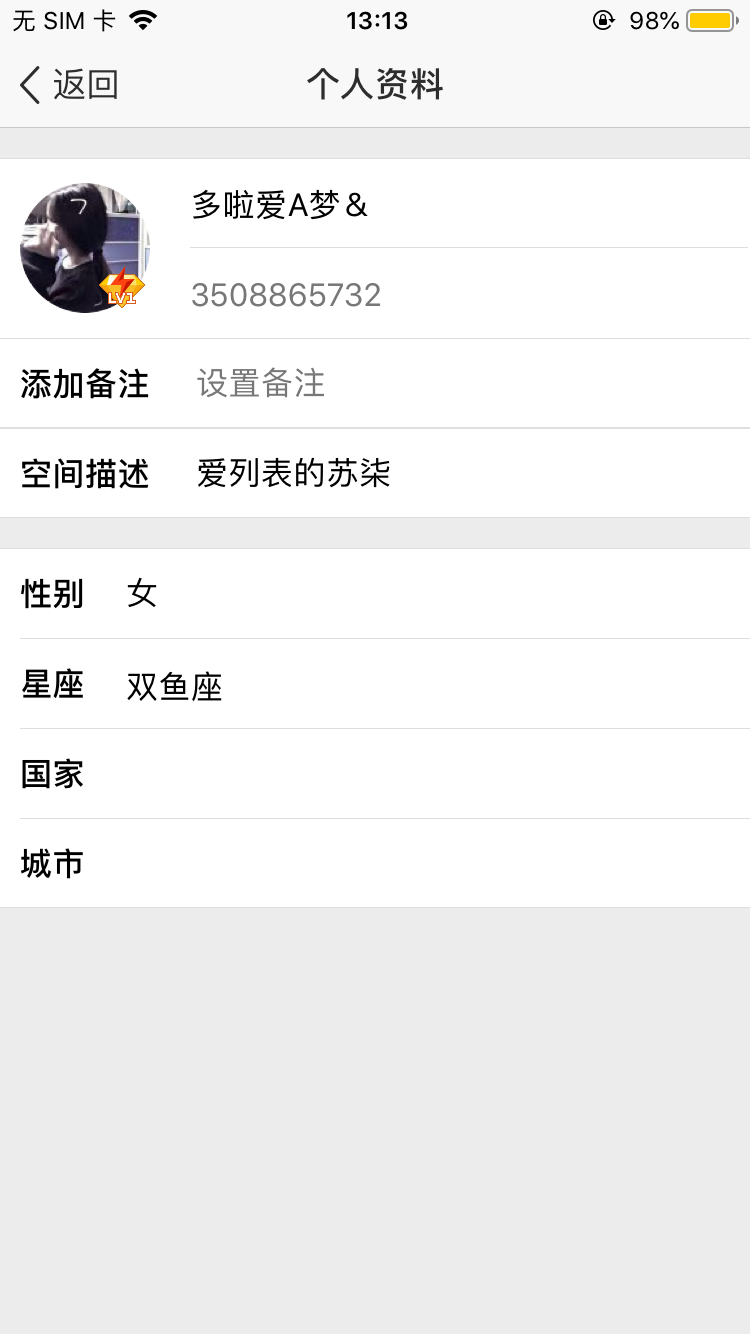 无 SIM 卡 13:13 98%
返回 个人资料
多啦爱A梦＆
LV1
3508865732
添加备注 设置备注
空间描述 爱列表的苏柒
性别 女
星座 双鱼座
国家
城市